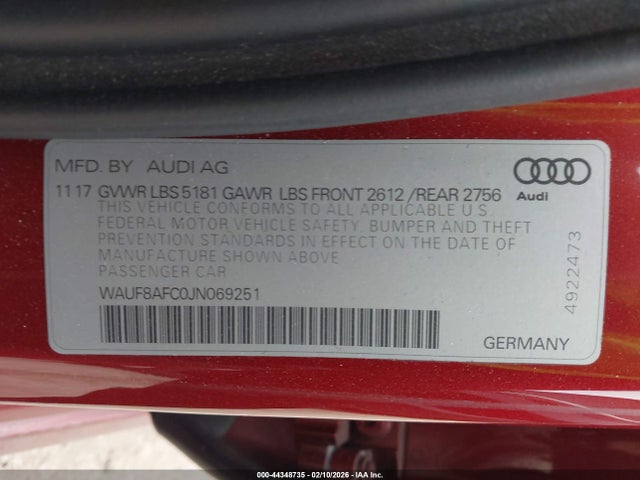 MFD. BY AUDI AG
11 17 GVWR LBS 5181 GAWR LBS FRONT 2612 / REAR 2756
THIS VEHICLE CONFORMS TO ALL APPLICABLE U.S.
FEDERAL MOTOR VEHICLE SAFETY, BUMPER AND THEFT
PREVENTION STANDARDS IN EFFECT ON THE DATE OF
MANUFACTURE SHOWN ABOVE
PASSENGER CAR
WAUF8AFC0JN069251
Audi
4922473
GERMANY
000-44348735 - 02/10/2026 - IAA Inc.